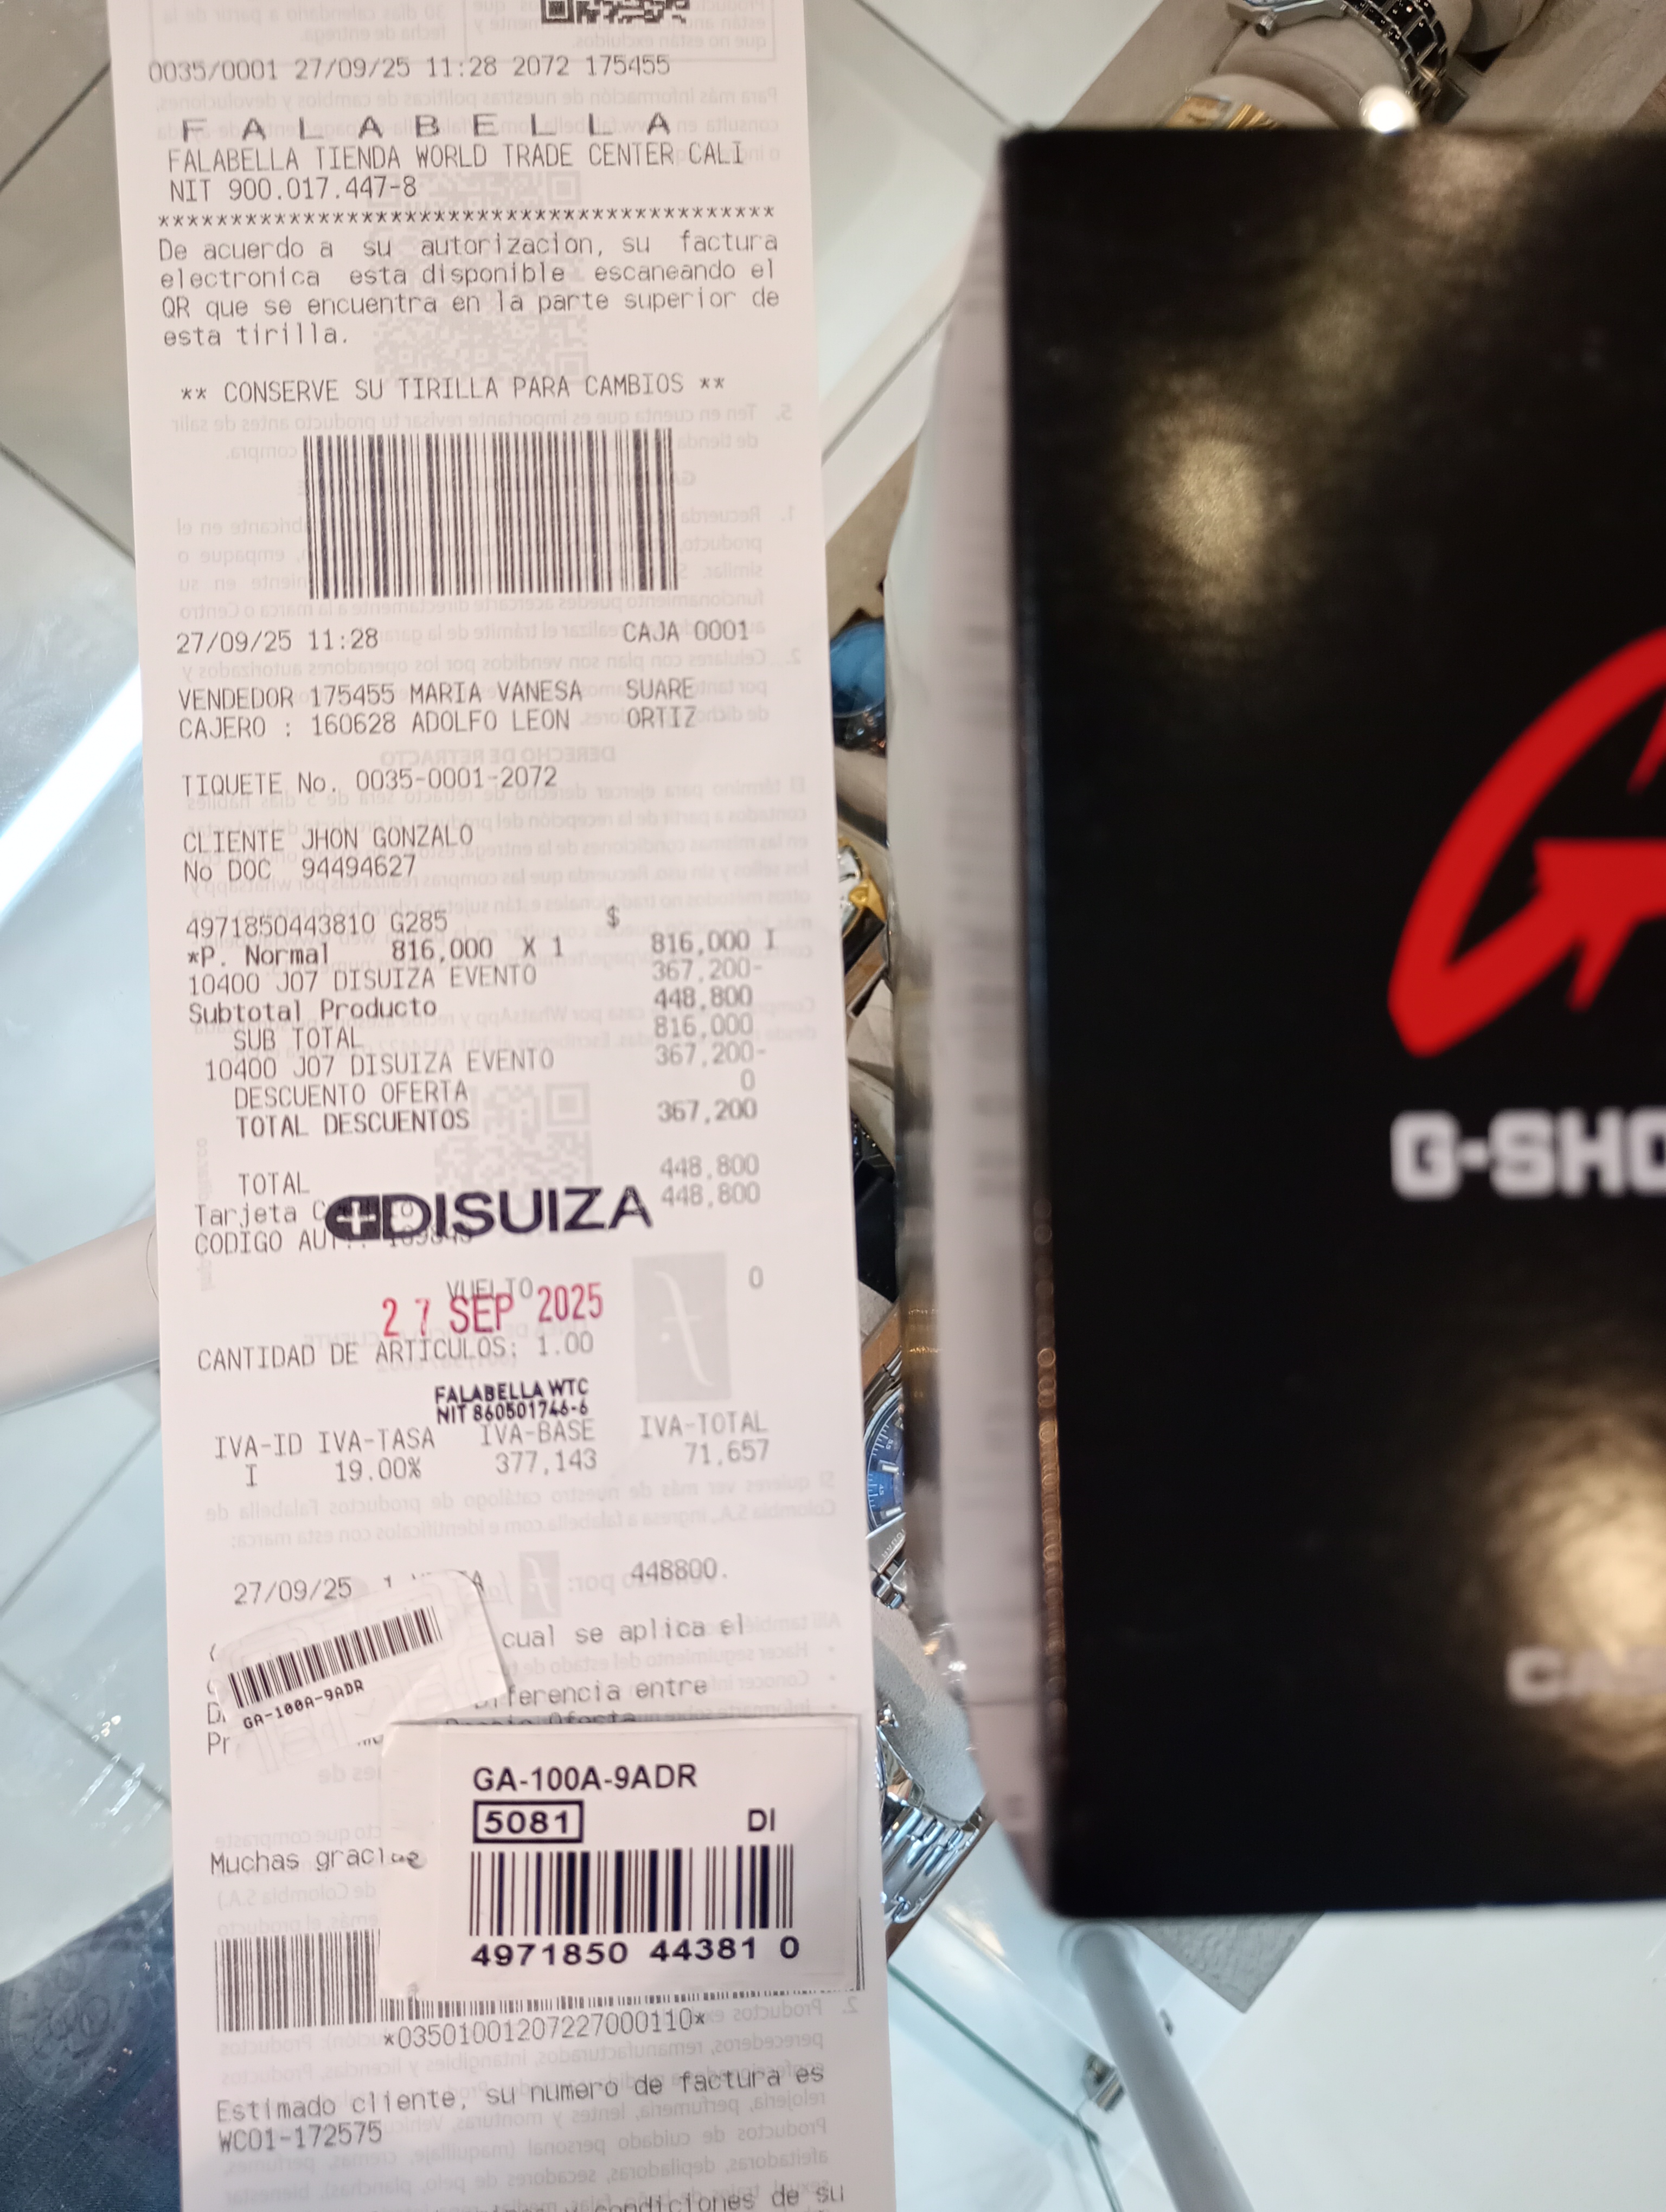 0035/0001 27/09/25 11:28 2072 175455
FALABELLA
FALABELLA TIENDA WORLD TRADE CENTER CALI
NIT 900.017.447-8
******************************************
De acuerdo a su autorizacion, su factura
electronica esta disponible escaneando el
QR que se encuentra en la parte superior de
esta tirilla.
** CONSERVE SU TIRILLA PARA CAMBIOS **
27/09/25 11:28 CAJA 0001
VENDEDOR 175455 MARIA VANESA SUARE
CAJERO : 160628 ADOLFO LEON ORTIZ
TIQUETE No. 0035-0001-2072
CLIENTE JHON GONZALO
No DOC 94494627
4971850443810 G285 $
*P. Normal 816,000 X 1 816,000 I
10400 J07 DISUIZA EVENTO 367,200-
Subtotal Producto 448,800
SUB TOTAL 816,000
10400 J07 DISUIZA EVENTO 367,200-
DESCUENTO OFERTA 0
TOTAL DESCUENTOS 367,200
TOTAL 448,800
Tarjeta 448,800
DISUIZA
CODIGO
VUELTO 0
27 SEP 2025
CANTIDAD DE ARTICULOS: 1.00
FALABELLA WTC
NIT 860501746-6
IVA-ID IVA-TASA IVA-BASE IVA-TOTAL
I 19.00% 377,143 71,657
27/09/25 448800.
cual se aplica el
GA-100A-9ADR
entre
GA-100A-9ADR
5081 DI
4971850 44381 0
Muchas
*03501001207227000110*
Estimado cliente, su numero de factura es
WC01-172575
condiciones de su
G-SHO